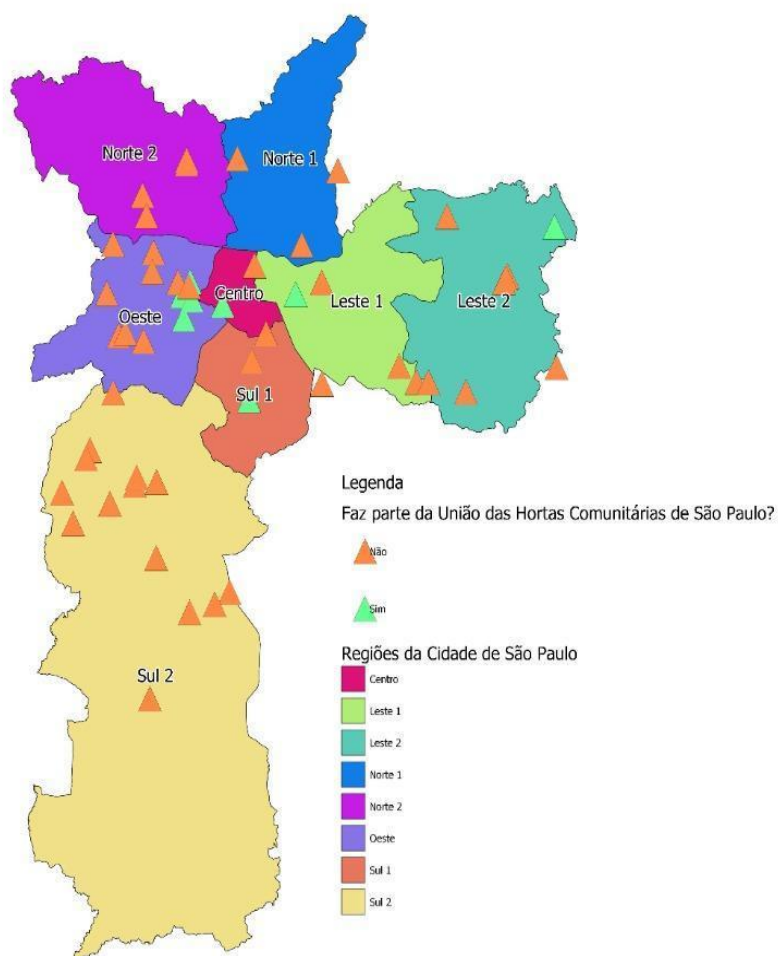 Norte 2
Norte 1
Centro
Leste 1
Leste 2
Oeste
Sul 1
Sul 2
Legenda
Faz parte da União das Hortas Comunitárias de São Paulo?
Não
Sim
Regiões da Cidade de São Paulo
Centro
Leste 1
Leste 2
Norte 1
Norte 2
Oeste
Sul 1
Sul 2